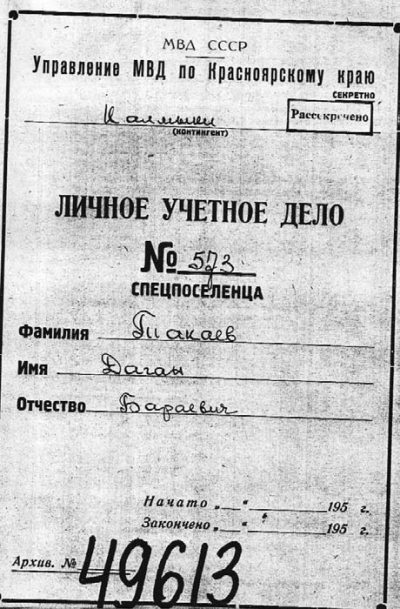 МВД СССР
Управление МВД по Красноярскому краю
СЕКРЕТНО
Рассекречено
Калмыки
(КОНТИНГЕНТ)
ЛИЧНОЕ УЧЕТНОЕ ДЕЛО
№ 573
СПЕЦПОСЕЛЕНЦА
Фамилия Такаев
Имя Даган
Отчество Бараевич
Начато „ “ 195 г.
Закончено „ “ 195 г.
Архив. № 49613